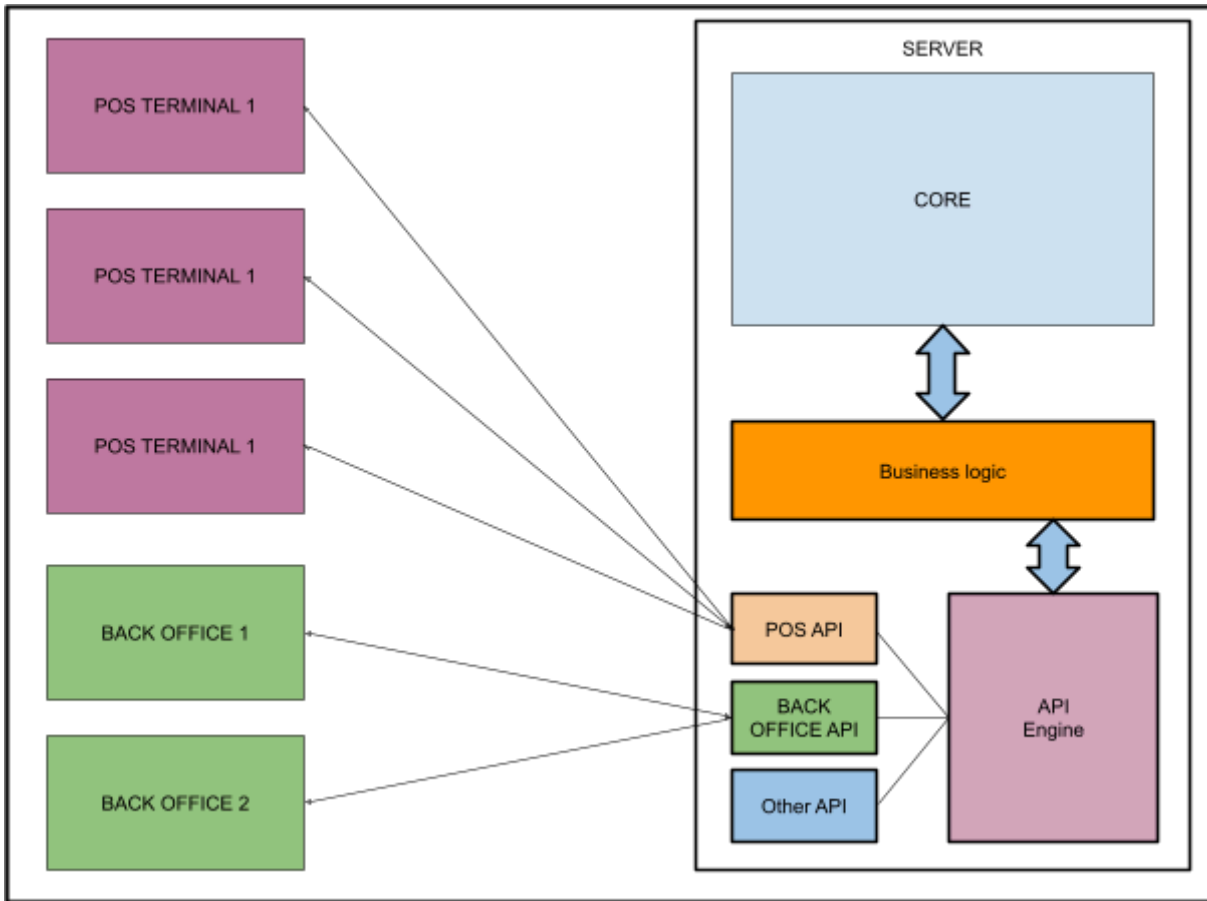 POS TERMINAL 1
POS TERMINAL 1
POS TERMINAL 1
BACK OFFICE 1
BACK OFFICE 2
SERVER
CORE
Business logic
POS API
BACK
OFFICE API
Other API
API
Engine